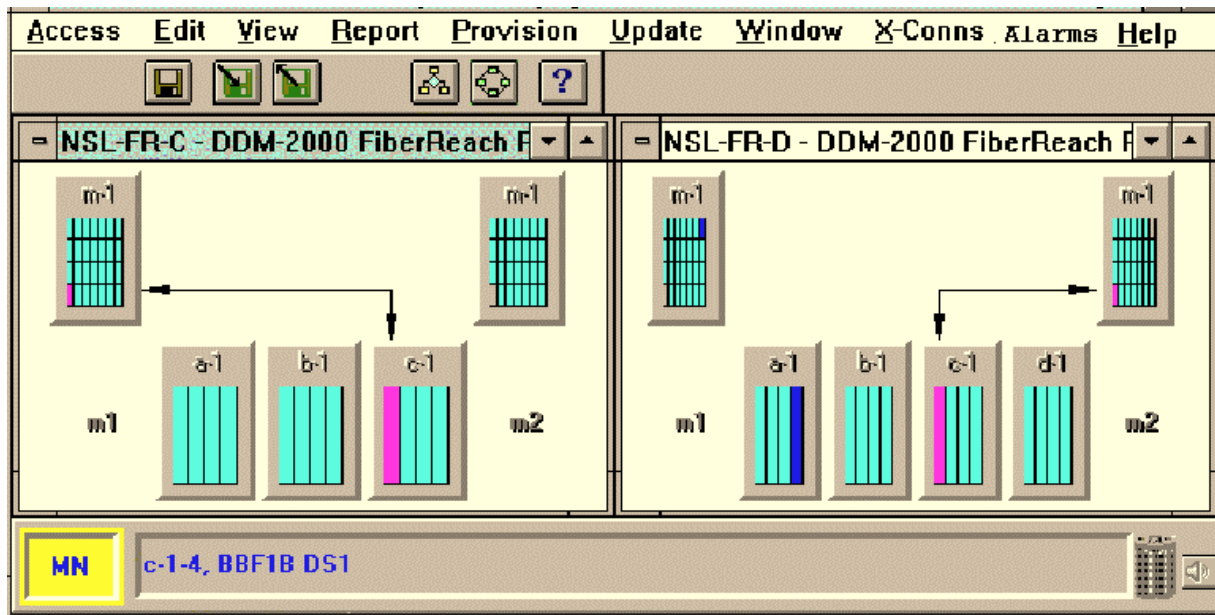 Access Edit View Report Provision Update Window X-Conns Alarms Help
?
NSL-FR-C - DDM-2000 FiberReach F
NSL-FR-D - DDM-2000 FiberReach F
m-1 m-1
a-1 b-1 c-1
m1 m2
m-1 m-1
a-1 b-1 c-1 d-1
m1 m2
MN c-1-4, BBF1B DS1